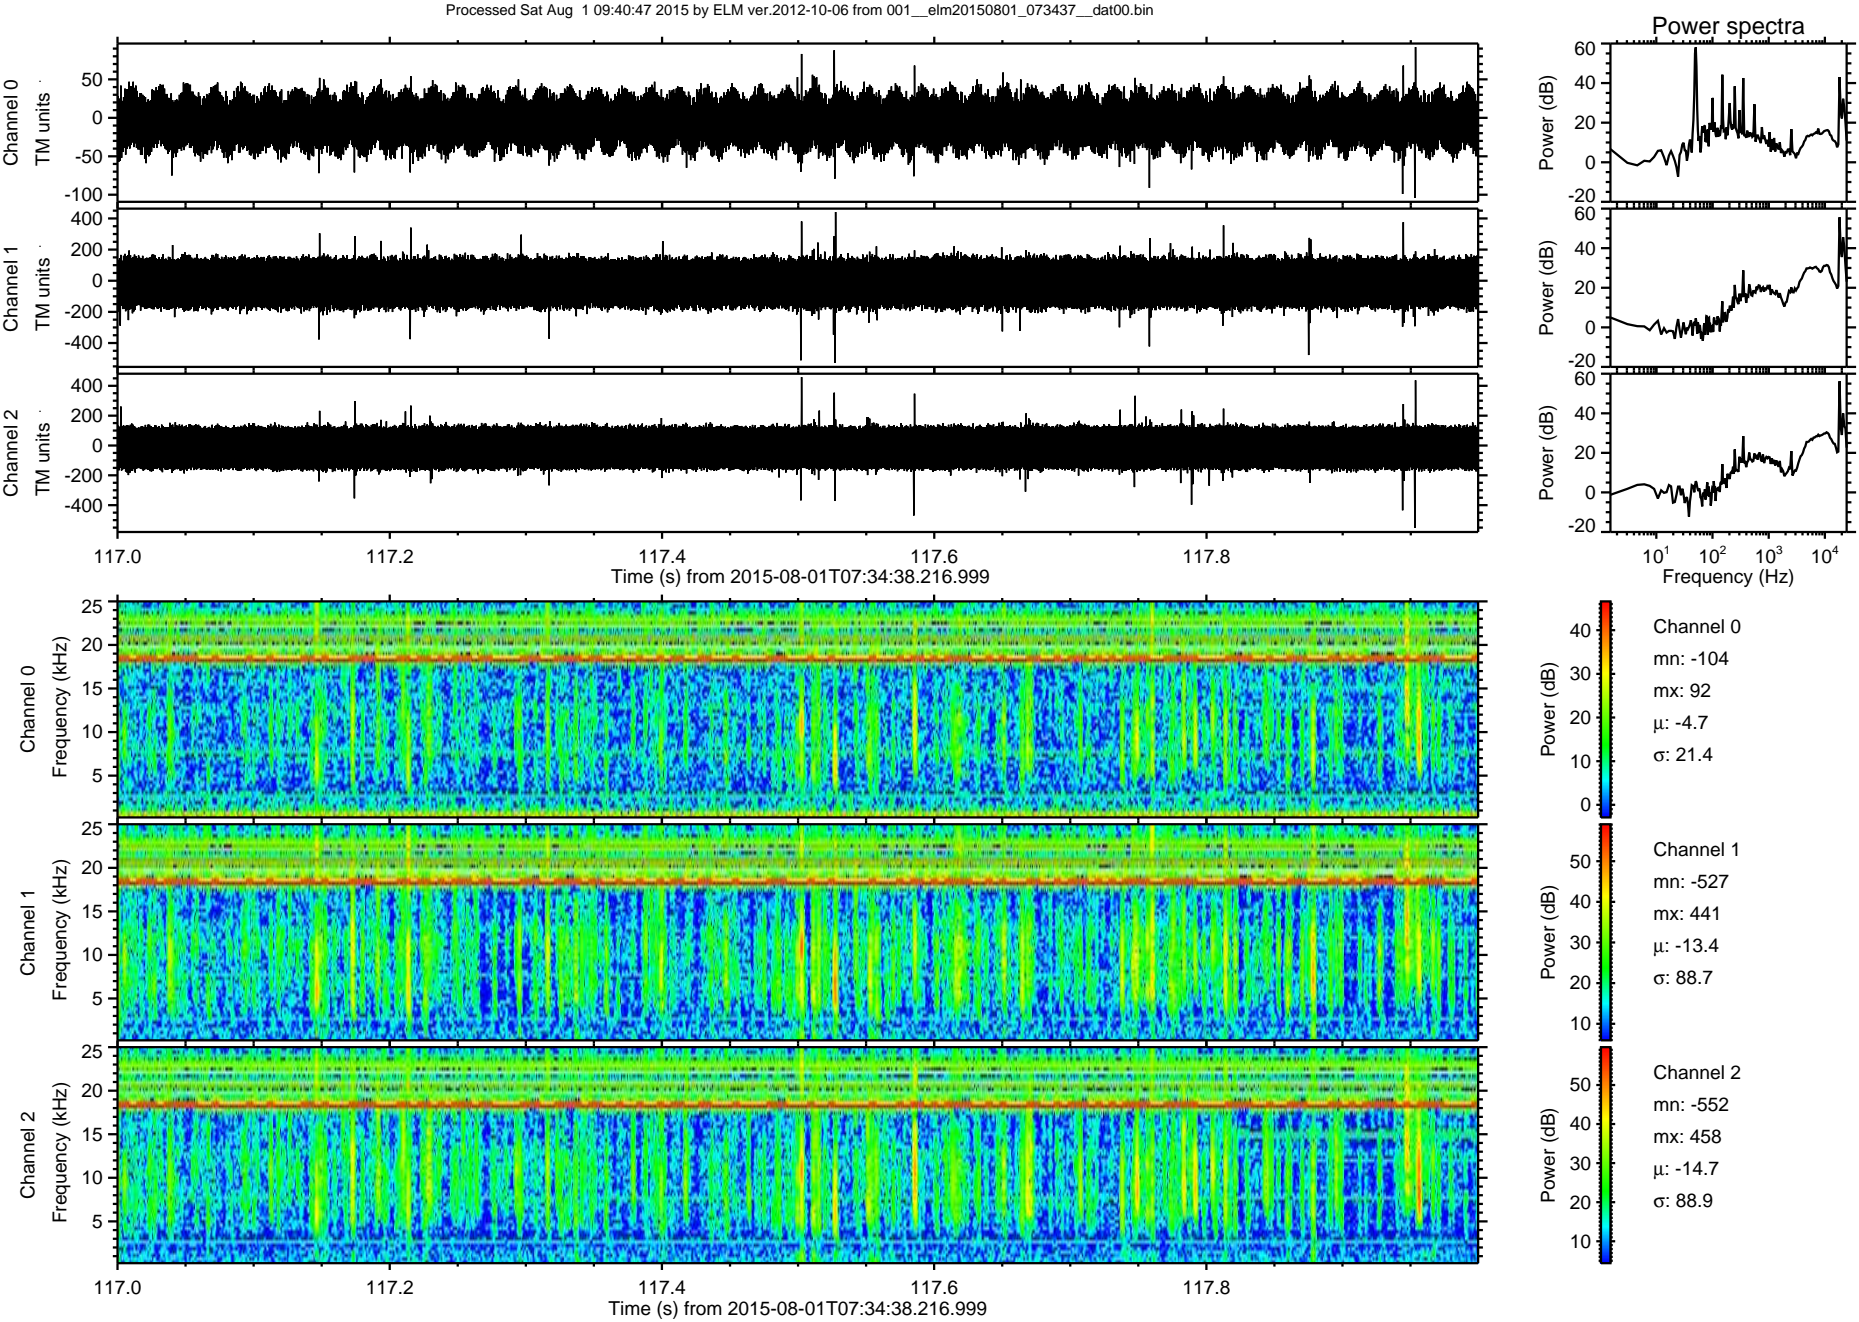 Processed Sat Aug  1 09:40:47 2015 by ELM ver.2012-10-06 from 001__elm20150801_073437__dat00.bin
Power spectra
Channel 0
TM units
50
0
-50
-100
Power (dB)
60
40
20
0
-20
Channel 1
TM units
400
200
0
-200
-400
Power (dB)
60
40
20
0
-20
Channel 2
TM units
400
200
0
-200
-400
Power (dB)
60
40
20
0
-20
117.0
117.2
117.4
117.6
117.8
Time (s) from 2015-08-01T07:34:38.216.999
10^1
10^2
10^3
10^4
Frequency (Hz)
Channel 0
Frequency (kHz)
25
20
15
10
5
Power (dB)
40
30
20
10
0
Channel 0
mn: -104
mx: 92
μ: -4.7
σ: 21.4
Channel 1
Frequency (kHz)
25
20
15
10
5
Power (dB)
50
40
30
20
10
Channel 1
mn: -527
mx: 441
μ: -13.4
σ: 88.7
Channel 2
Frequency (kHz)
25
20
15
10
5
Power (dB)
50
40
30
20
10
Channel 2
mn: -552
mx: 458
μ: -14.7
σ: 88.9
117.0
117.2
117.4
117.6
117.8
Time (s) from 2015-08-01T07:34:38.216.999